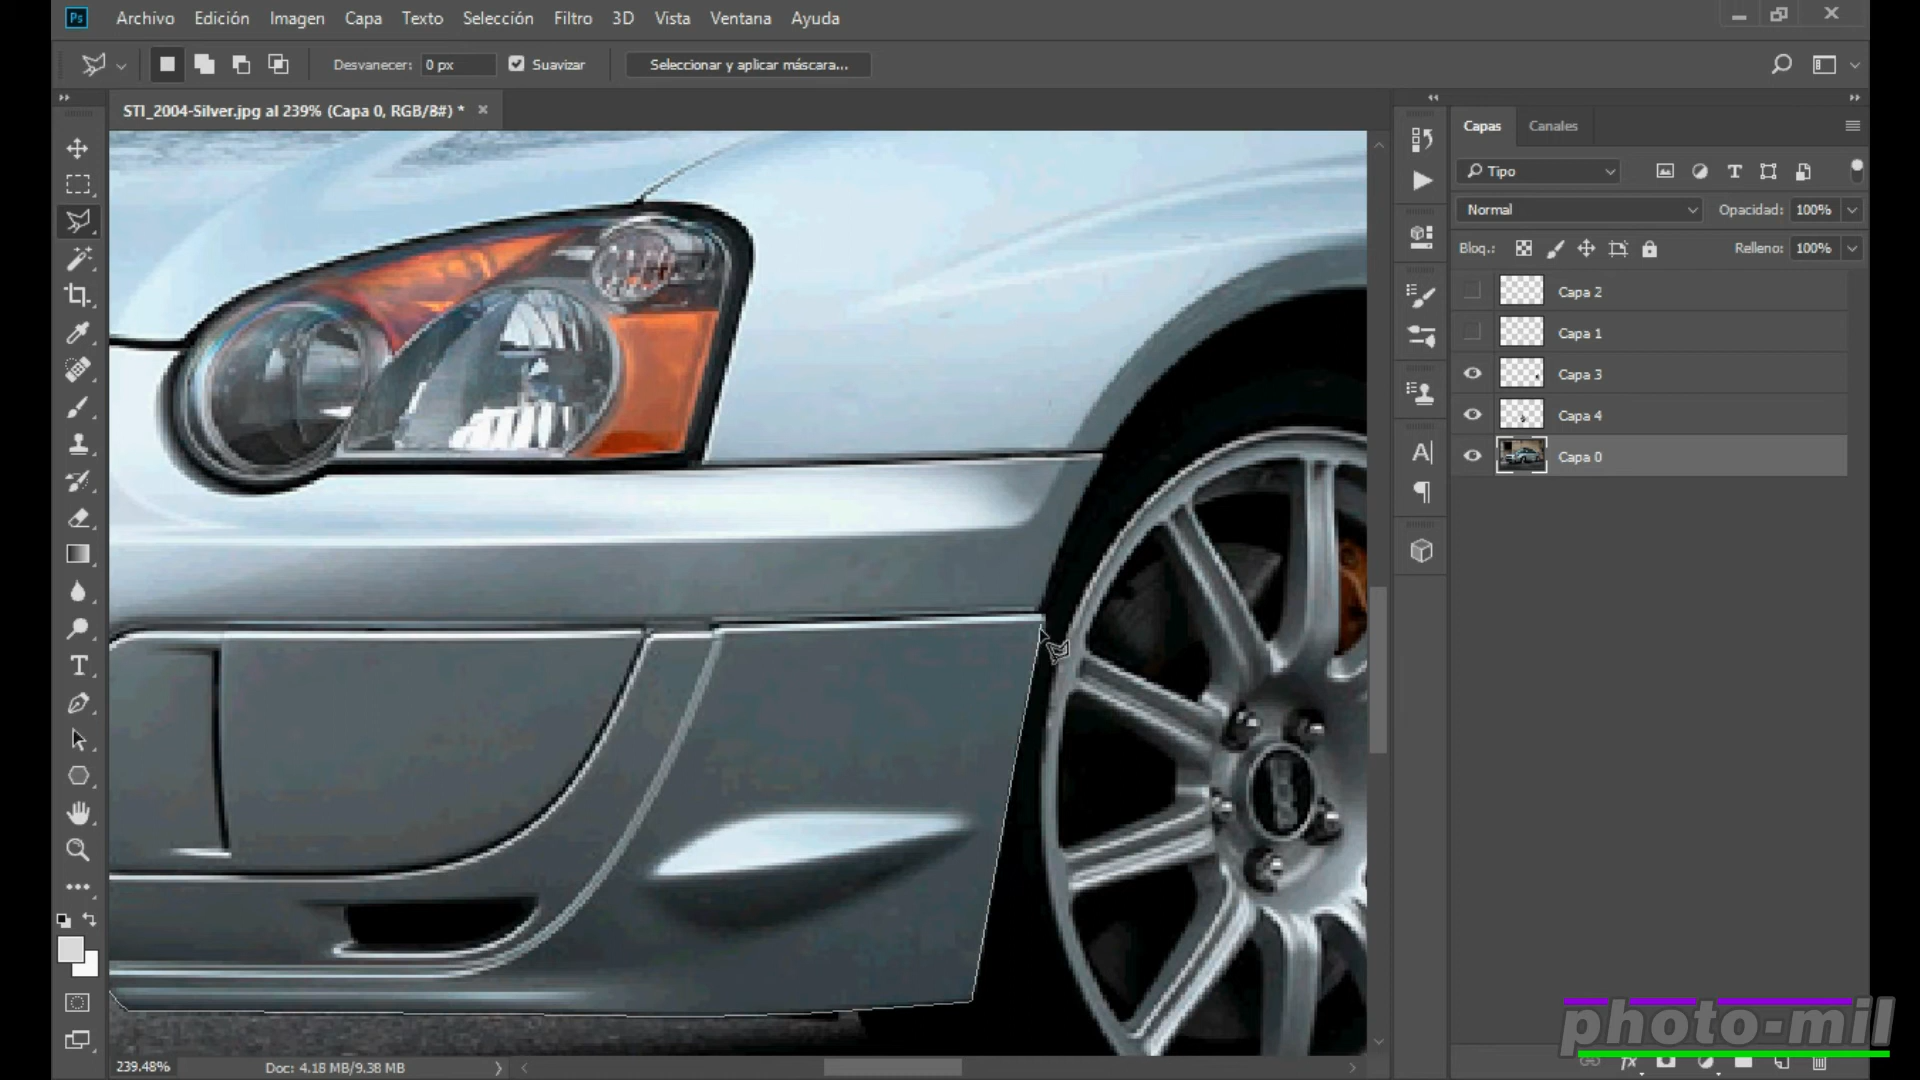 Ps Archivo Edición Imagen Capa Texto Selección Filtro 3D Vista Ventana Ayuda
Desvanecer: 0 px Suavizar Seleccionar y aplicar máscara...
STI_2004-Silver.jpg al 239% (Capa 0, RGB/8#) * ×
Capas Canales
Tipo
Normal Opacidad: 100%
Bloq.: Relleno: 100%
Capa 2
Capa 1
Capa 3
Capa 4
Capa 0
photo-mil
239.48% Doc: 4.18 MB/9.38 MB
fx